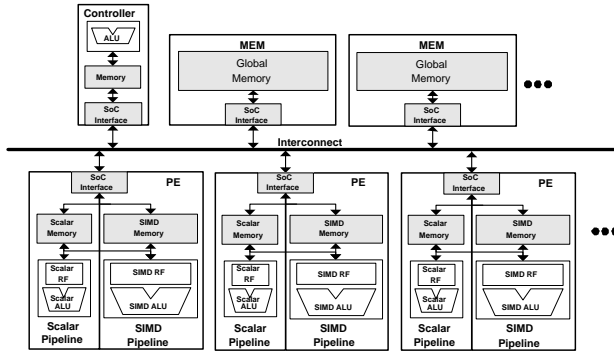 Controller
ALU
Memory
SoC
Interface
MEM
Global
Memory
SoC
Interface
MEM
Global
Memory
SoC
Interface
Interconnect
SoC
Interface
PE
Scalar
Memory
SIMD
Memory
Scalar
RF
Scalar
ALU
SIMD RF
SIMD ALU
Scalar
Pipeline
SIMD
Pipeline
SoC
Interface
PE
Scalar
Memory
SIMD
Memory
Scalar
RF
Scalar
ALU
SIMD RF
SIMD ALU
Scalar
Pipeline
SIMD
Pipeline
SoC
Interface
PE
Scalar
Memory
SIMD
Memory
Scalar
RF
Scalar
ALU
SIMD RF
SIMD ALU
Scalar
Pipeline
SIMD
Pipeline